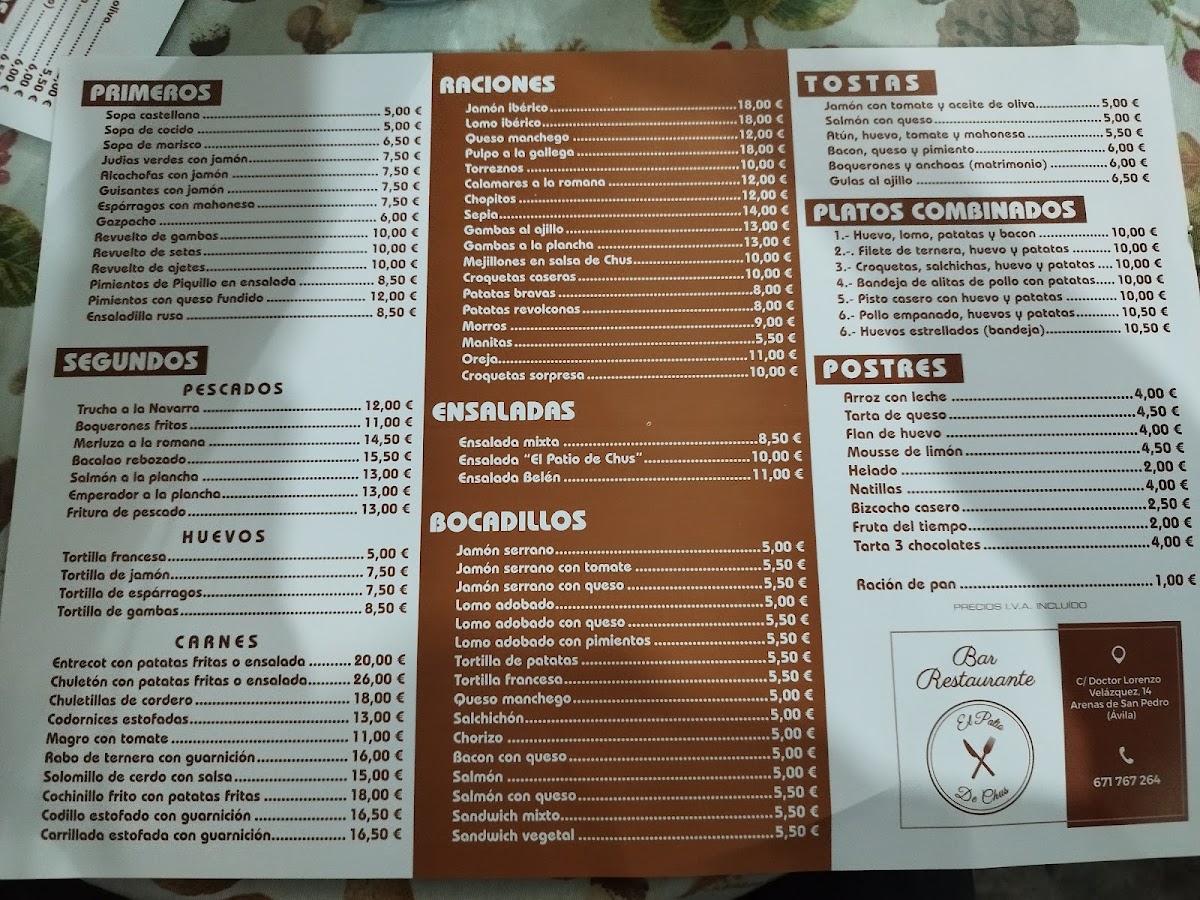 PRIMEROS
Sopa castellana 5,00 €
Sopa de cocido 5,00 €
Sopa de marisco 6,50 €
Judias verdes con jamón 7,50 €
Alcachofas con jamón 7,50 €
Guisantes con jamón 7,50 €
Espárragos con mahonesa 7,50 €
Gazpacho 6,00 €
Revuelto de gambas 10,00 €
Revuelto de setas 10,00 €
Revuelto de ajetes 10,00 €
Pimientos de Piquillo en ensalada 8,50 €
Pimientos con queso fundido 12,00 €
Ensaladilla rusa 8,50 €
SEGUNDOS
PESCADOS
Trucha a la Navarra 12,00 €
Boquerones fritos 11,00 €
Merluza a la romana 14,50 €
Bacalao rebozado 15,50 €
Salmón a la plancha 13,00 €
Emperador a la plancha 13,00 €
Fritura de pescado 13,00 €
HUEVOS
Tortilla francesa 5,00 €
Tortilla de jamón 7,50 €
Tortilla de espárragos 7,50 €
Tortilla de gambas 8,50 €
CARNES
Entrecot con patatas fritas o ensalada 20,00 €
Chuletón con patatas fritas o ensalada 26,00 €
Chuletillas de cordero 18,00 €
Codornices estofadas 13,00 €
Magro con tomate 11,00 €
Rabo de ternera con guarnición 16,00 €
Solomillo de cerdo con salsa 15,00 €
Cochinillo frito con patatas fritas 18,00 €
Codillo estofado con guarnición 16,50 €
Carrillada estofada con guarnición 16,50 €
RACIONES
Jamón ibérico 18,00 €
Lomo ibérico 18,00 €
Queso manchego 12,00 €
Pulpo a la gallega 18,00 €
Torreznos 10,00 €
Calamares a la romana 12,00 €
Chopitos 12,00 €
Sepia 14,00 €
Gambas al ajillo 13,00 €
Gambas a la plancha 13,00 €
Mejillones en salsa de Chus 10,00 €
Croquetas caseras 10,00 €
Patatas bravas 8,00 €
Patatas revolconas 8,00 €
Morros 9,00 €
Manitas 5,50 €
Oreja 11,00 €
Croquetas sorpresa 10,00 €
ENSALADAS
Ensalada mixta 8,50 €
Ensalada "El Patio de Chus" 10,00 €
Ensalada Belén 11,00 €
BOCADILLOS
Jamón serrano 5,00 €
Jamón serrano con tomate 5,50 €
Jamón serrano con queso 5,50 €
Lomo adobado 5,00 €
Lomo adobado con queso 5,50 €
Lomo adobado con pimientos 5,50 €
Tortilla de patatas 5,50 €
Tortilla francesa 5,50 €
Queso manchego 5,00 €
Salchichón 5,00 €
Chorizo 5,00 €
Bacon con queso 5,00 €
Salmón 5,00 €
Salmón con queso 5,50 €
Sandwich mixto 5,50 €
Sandwich vegetal 5,50 €
TOSTAS
Jamón con tomate y aceite de oliva 5,00 €
Salmón con queso 5,00 €
Atún, huevo, tomate y mahonesa 5,50 €
Bacon, queso y pimiento 6,00 €
Boquerones y anchoas (matrimonio) 6,00 €
Gulas al ajillo 6,50 €
PLATOS COMBINADOS
1.- Huevo, lomo, patatas y bacon 10,00 €
2.-. Filete de ternera, huevo y patatas 10,00 €
3.- Croquetas, salchichas, huevo y patatas 10,00 €
4.- Bandeja de alitas de pollo con patatas 10,00 €
5.- Pisto casero con huevo y patatas 10,00 €
6.- Pollo empanado, huevos y patatas 10,50 €
6.- Huevos estrellados (bandeja) 10,50 €
POSTRES
Arroz con leche 4,00 €
Tarta de queso 4,50 €
Flan de huevo 4,00 €
Mousse de limón 4,50 €
Helado 2,00 €
Natillas 4,00 €
Bizcocho casero 2,50 €
Fruta del tiempo 2,00 €
Tarta 3 chocolates 4,00 €
Ración de pan 1,00 €
PRECIOS I.V.A. INCLUÍDO
Bar
Restaurante
El Patio
De Chus
C/ Doctor Lorenzo
Velázquez, 14
Arenas de San Pedro
(Ávila)
671 767 264
oliva
5,50 €
6,00 €
6,00 €